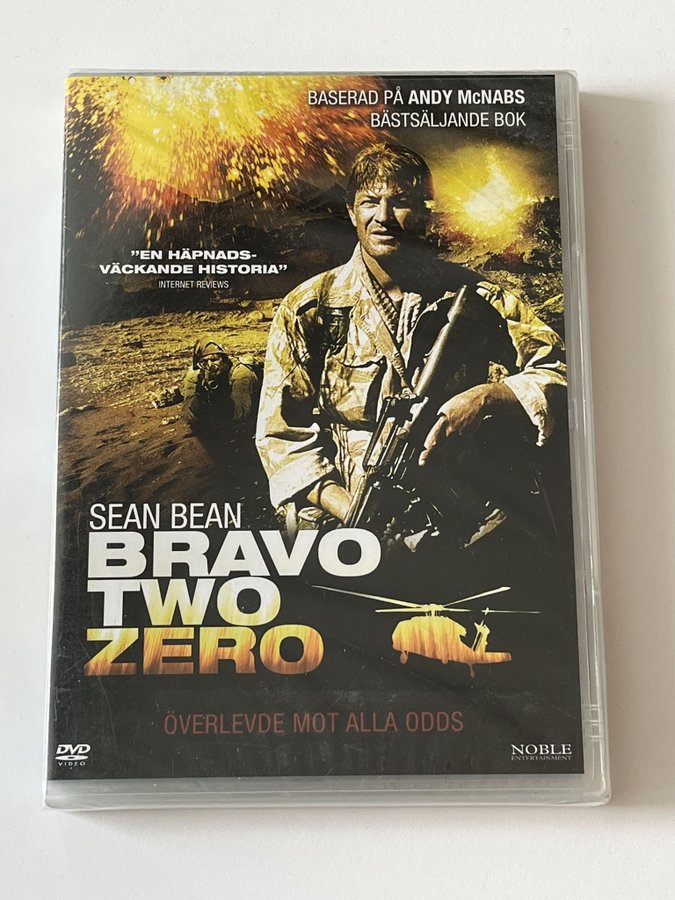 BASERAD PÅ ANDY McNABS
BÄSTSÄLJANDE BOK
"EN HÄPNADS-
VÄCKANDE HISTORIA"
INTERNET REVIEWS
SEAN BEAN
BRAVO
TWO
ZERO
ÖVERLEVDE MOT ALLA ODDS
DVD
VIDEO
NOBLE
ENTERTAINMENT